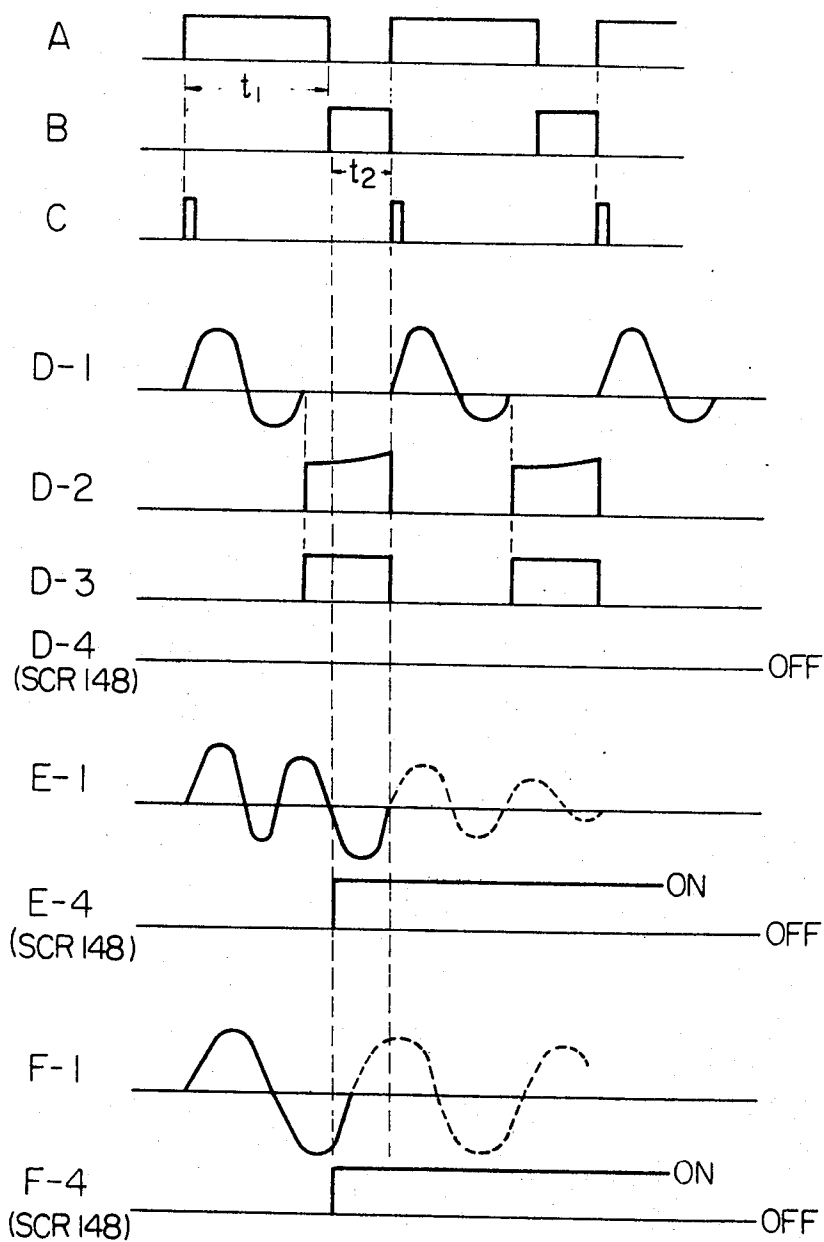 A
t1
B
t2
C
D-1
D-2
D-3
D-4
(SCR 148)
OFF
E-1
ON
E-4
(SCR 148)
OFF
F-1
ON
F-4
(SCR 148)
OFF